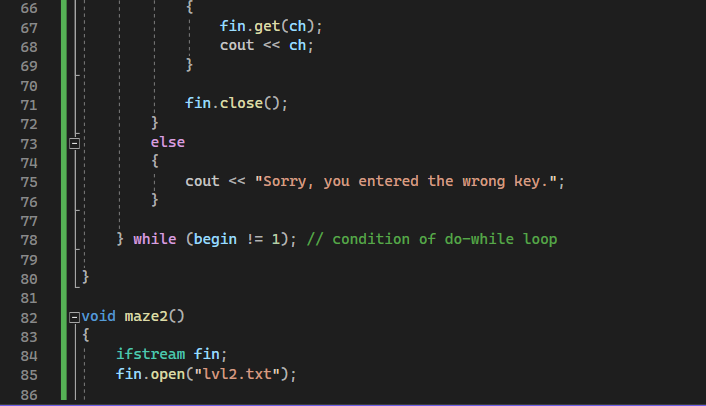 66 {
67 fin.get(ch);
68 cout << ch;
69 }
70
71 fin.close();
72 }
73 else
74 {
75 cout << "Sorry, you entered the wrong key.";
76 }
77
78 } while (begin != 1); // condition of do-while loop
79
80 }
81
82 void maze2()
83 {
84 ifstream fin;
85 fin.open("lvl2.txt");
86